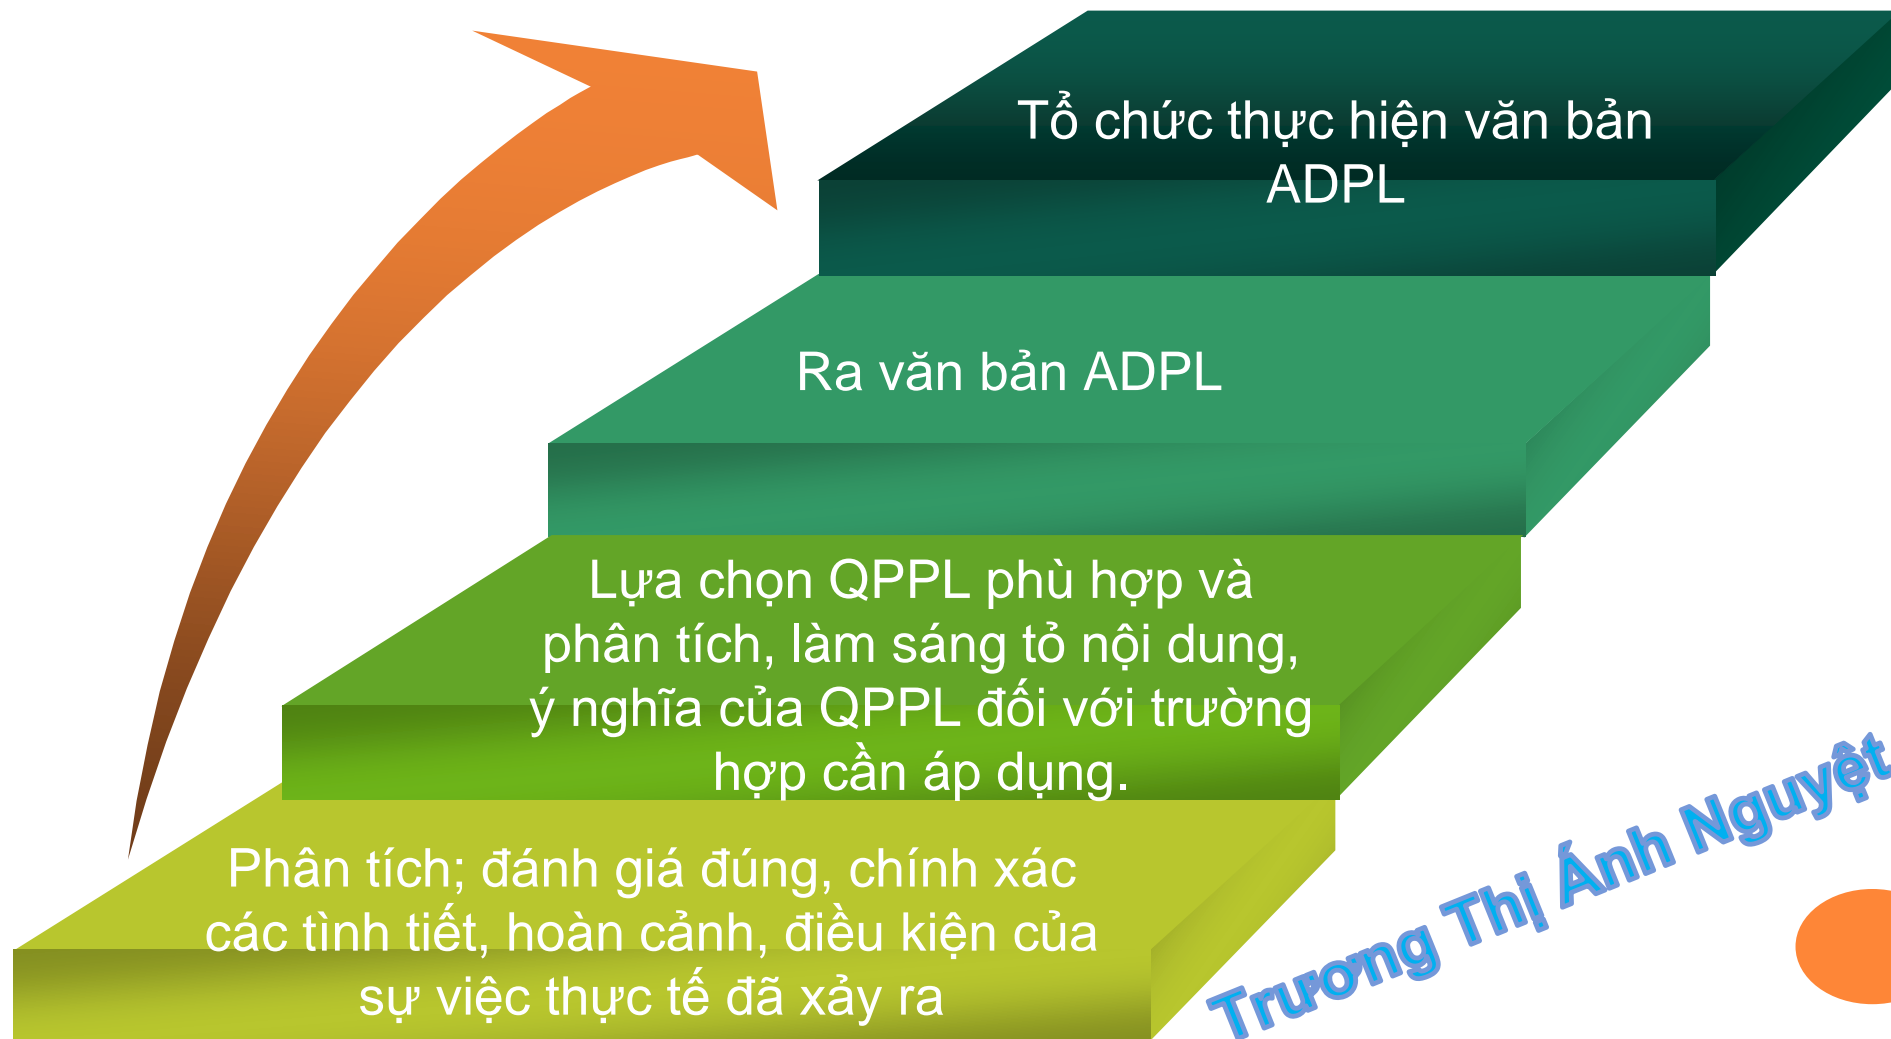 Tổ chức thực hiện văn bản
ADPL
Ra văn bản ADPL
Lựa chọn QPPL phù hợp và
phân tích, làm sáng tỏ nội dung,
ý nghĩa của QPPL đối với trường
hợp cần áp dụng.
Phân tích; đánh giá đúng, chính xác
các tình tiết, hoàn cảnh, điều kiện của
sự việc thực tế đã xảy ra
Trương Thị Ánh Nguyệt